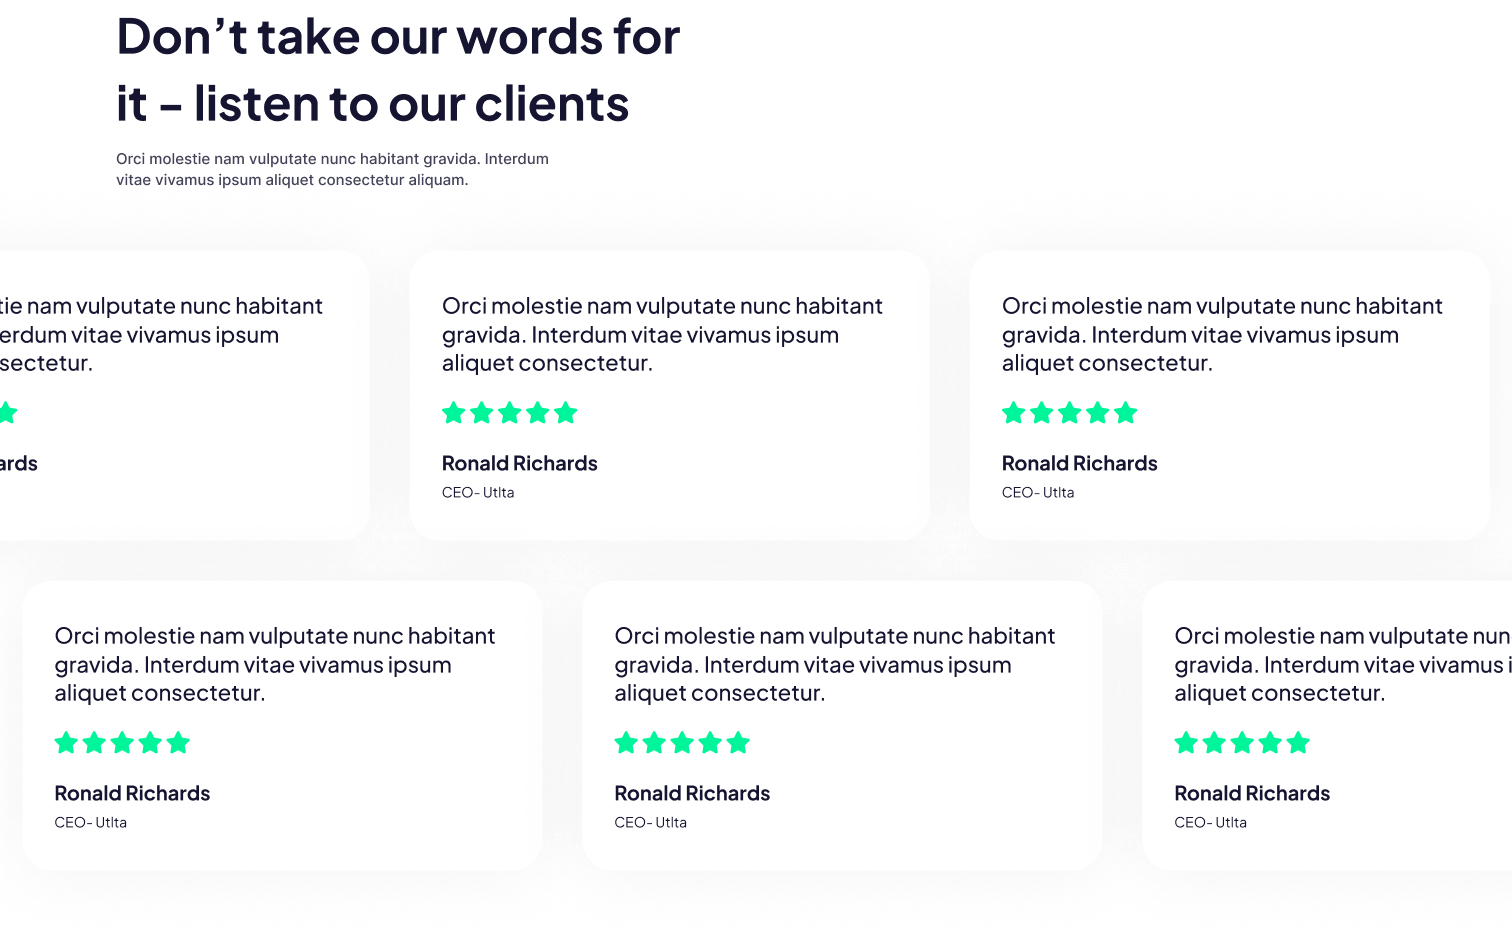 Don’t take our words for
it – listen to our clients
Orci molestie nam vulputate nunc habitant gravida. Interdum
vitae vivamus ipsum aliquet consectetur aliquam.
tie nam vulputate nunc habitant
erdum vitae vivamus ipsum
sectetur.
ards
Orci molestie nam vulputate nunc habitant
gravida. Interdum vitae vivamus ipsum
aliquet consectetur.
Ronald Richards
CEO- Utlta
Orci molestie nam vulputate nunc habitant
gravida. Interdum vitae vivamus ipsum
aliquet consectetur.
Ronald Richards
CEO- Utlta
Orci molestie nam vulputate nunc habitant
gravida. Interdum vitae vivamus ipsum
aliquet consectetur.
Ronald Richards
CEO- Utlta
Orci molestie nam vulputate nunc habitant
gravida. Interdum vitae vivamus ipsum
aliquet consectetur.
Ronald Richards
CEO- Utlta
Orci molestie nam vulputate nun
gravida. Interdum vitae vivamus i
aliquet consectetur.
Ronald Richards
CEO- Utlta